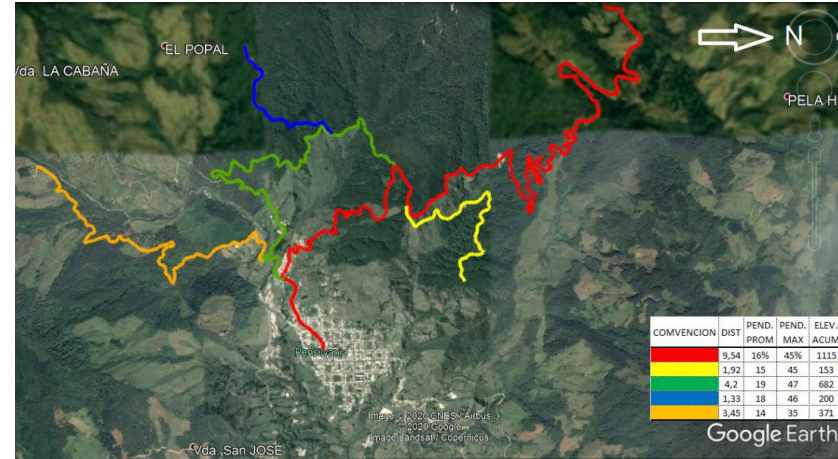 N
EL POPAL
Vda. LA CABAÑA
PELA H
Pensilvania
Vda. San JOSE
Image © 2020 CNES / Airbus
© 2020 Google
Image Landsat / Copernicus
COMVENCION DIST PEND. PROM PEND. MAX ELEV. ACUM
9,54 16% 45% 1115
1,92 15 45 153
4,2 19 47 682
1,33 18 46 200
3,45 14 35 371
Google Earth